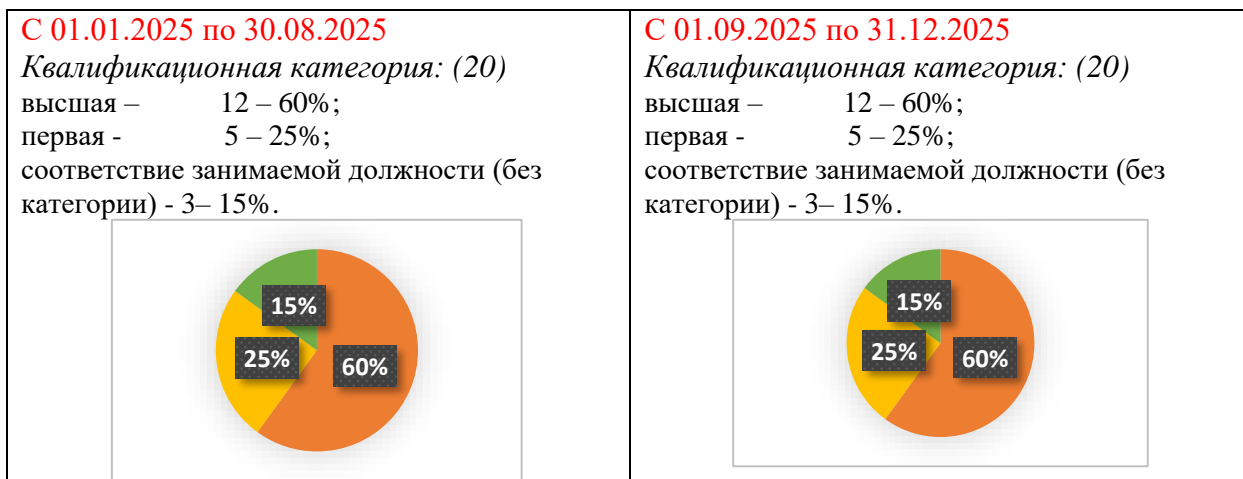 С 01.01.2025 по 30.08.2025
Квалификационная категория: (20)
высшая – 12 – 60%;
первая - 5 – 25%;
соответствие занимаемой должности (без
категории) - 3– 15%.
15%
25%
60%
С 01.09.2025 по 31.12.2025
Квалификационная категория: (20)
высшая – 12 – 60%;
первая - 5 – 25%;
соответствие занимаемой должности (без
категории) - 3– 15%.
15%
25%
60%